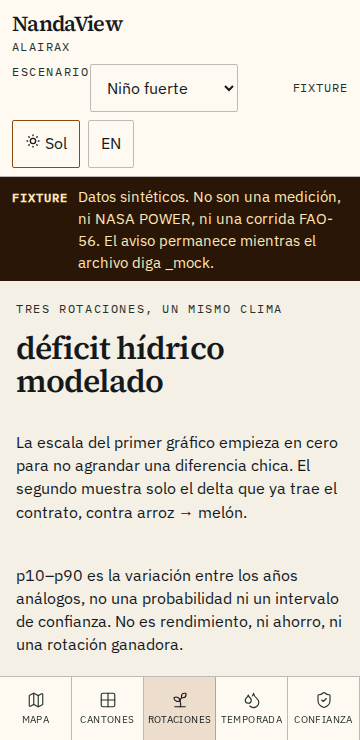 NandaView
ALAIRAX
ESCENARIO
Niño fuerte
FIXTURE
Sol
EN
FIXTURE
Datos sintéticos. No son una medición,
ni NASA POWER, ni una corrida FAO-
56. El aviso permanece mientras el
archivo diga _mock.
TRES ROTACIONES, UN MISMO CLIMA
déficit hídrico
modelado
La escala del primer gráfico empieza en cero
para no agrandar una diferencia chica. El
segundo muestra solo el delta que ya trae el
contrato, contra arroz → melón.
p10–p90 es la variación entre los años
análogos, no una probabilidad ni un intervalo
de confianza. No es rendimiento, ni ahorro, ni
una rotación ganadora.
MAPA
CANTONES
ROTACIONES
TEMPORADA
CONFIANZA